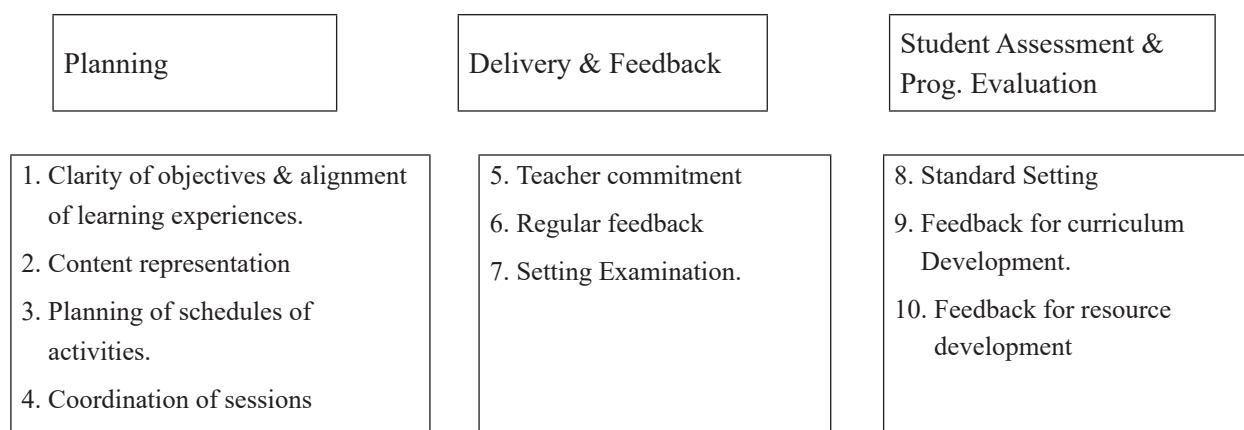 Planning
Delivery & Feedback
Student Assessment &
Prog. Evaluation
1. Clarity of objectives & alignment
of learning experiences.
2. Content representation
3. Planning of schedules of
activities.
4. Coordination of sessions
5. Teacher commitment
6. Regular feedback
7. Setting Examination.
8. Standard Setting
9. Feedback for curriculum
Development.
10. Feedback for resource
development